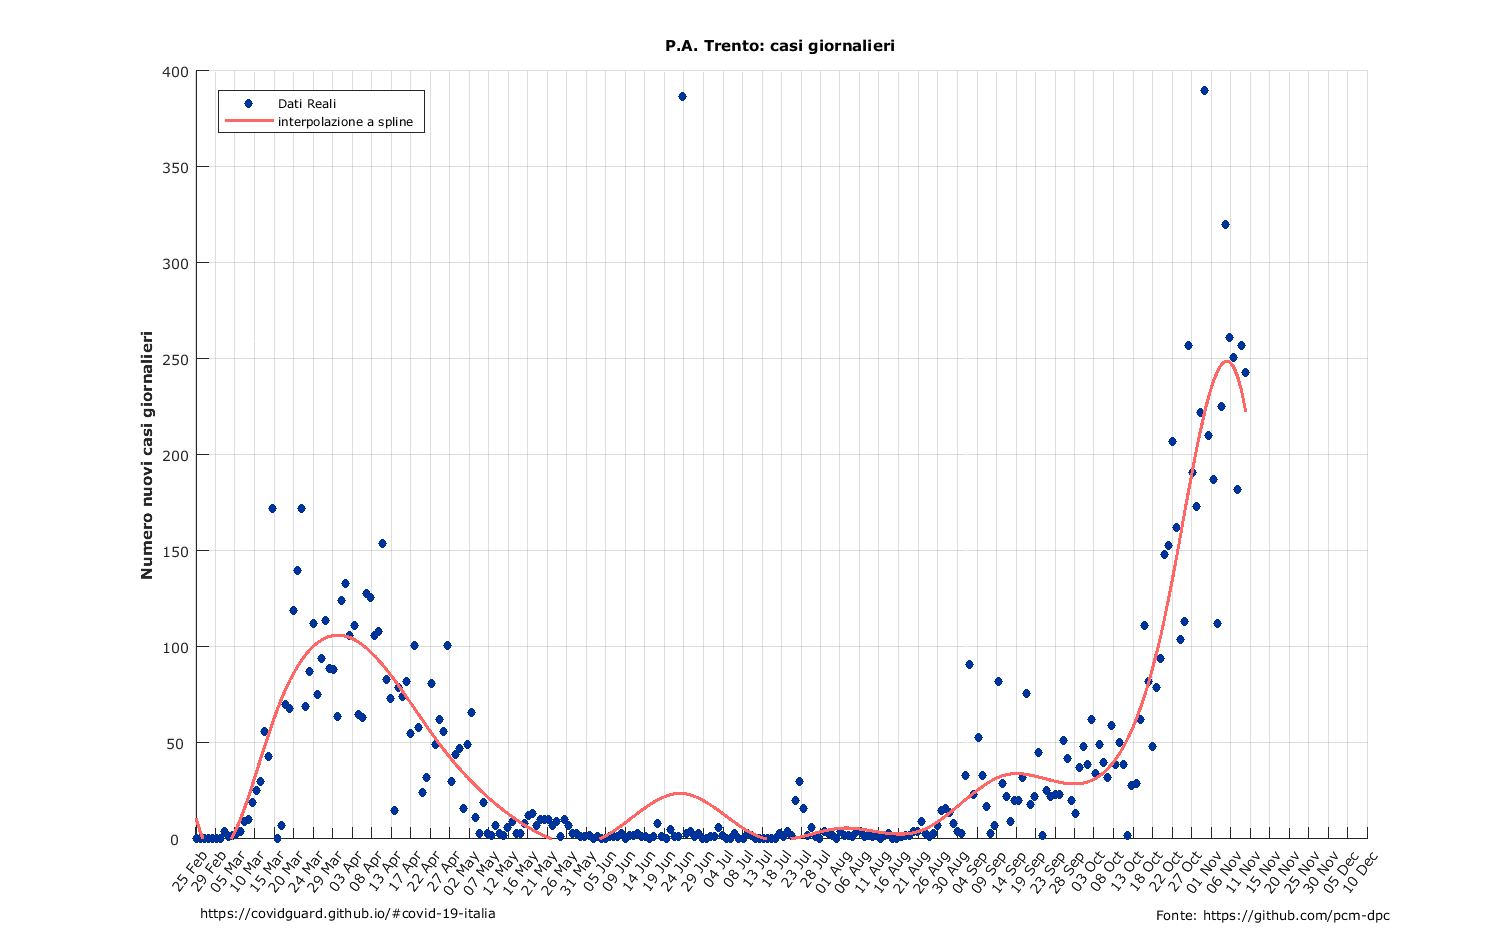 P.A. Trento: casi giornalieri
400
350
300
250
200
150
100
50
0
Numero nuovi casi giornalieri
Dati Reali
interpolazione a spline
25 Feb
29 Feb
05 Mar
10 Mar
15 Mar
20 Mar
24 Mar
29 Mar
03 Apr
08 Apr
13 Apr
17 Apr
22 Apr
27 Apr
02 May
07 May
12 May
16 May
21 May
26 May
31 May
05 Jun
09 Jun
14 Jun
19 Jun
24 Jun
29 Jun
04 Jul
08 Jul
13 Jul
18 Jul
23 Jul
28 Jul
01 Aug
06 Aug
11 Aug
16 Aug
21 Aug
26 Aug
30 Aug
04 Sep
09 Sep
14 Sep
19 Sep
23 Sep
28 Sep
03 Oct
08 Oct
13 Oct
18 Oct
22 Oct
27 Oct
01 Nov
06 Nov
11 Nov
15 Nov
20 Nov
25 Nov
30 Nov
05 Dec
10 Dec
https://covidguard.github.io/#covid-19-italia
Fonte: https://github.com/pcm-dpc